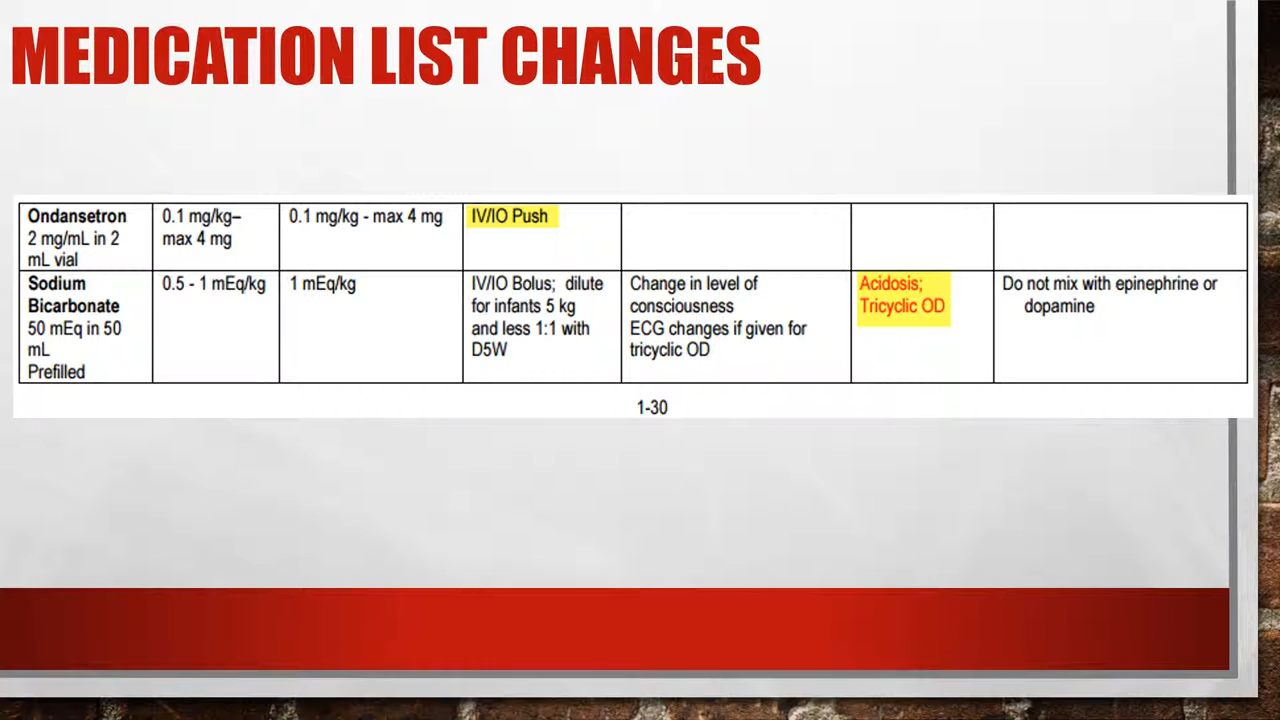 MEDICATION LIST CHANGES
Ondansetron
2 mg/mL in 2
mL vial
0.1 mg/kg–
max 4 mg
0.1 mg/kg - max 4 mg
IV/IO Push
Sodium
Bicarbonate
50 mEq in 50
mL
Prefilled
0.5 - 1 mEq/kg
1 mEq/kg
IV/IO Bolus; dilute
for infants 5 kg
and less 1:1 with
D5W
Change in level of
consciousness
ECG changes if given for
tricyclic OD
Acidosis;
Tricyclic OD
Do not mix with epinephrine or
dopamine
1-30